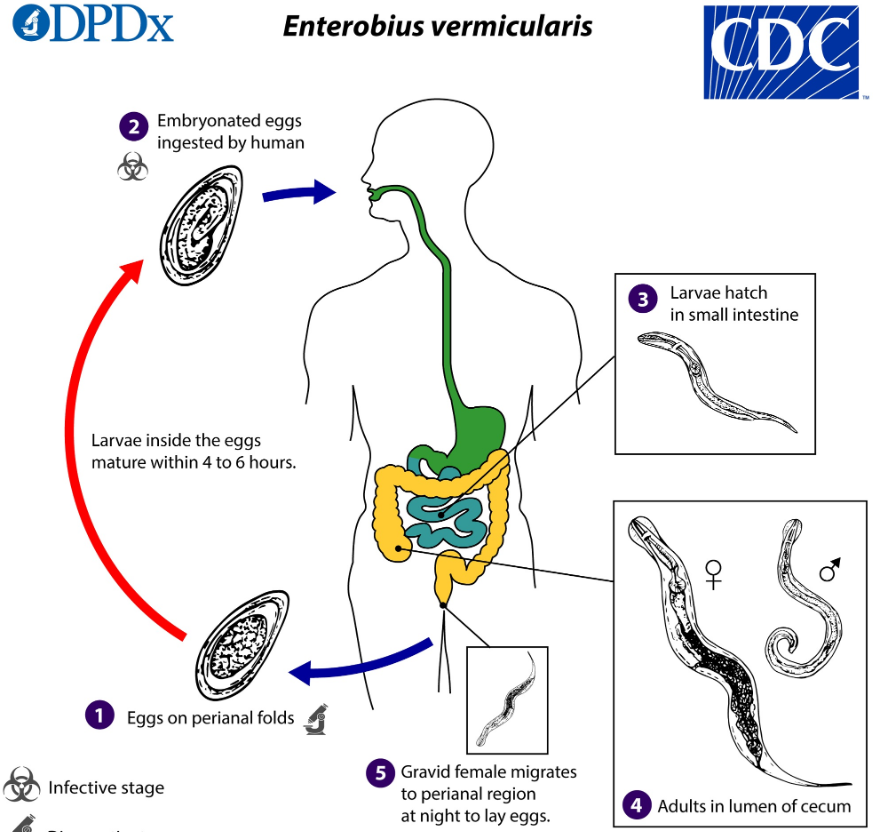 DPDx
Enterobius vermicularis
CDC
TM
2 Embryonated eggs
ingested by human
3 Larvae hatch
in small intestine
Larvae inside the eggs
mature within 4 to 6 hours.
1 Eggs on perianal folds
5 Gravid female migrates
to perianal region
at night to lay eggs.
4 Adults in lumen of cecum
Infective stage